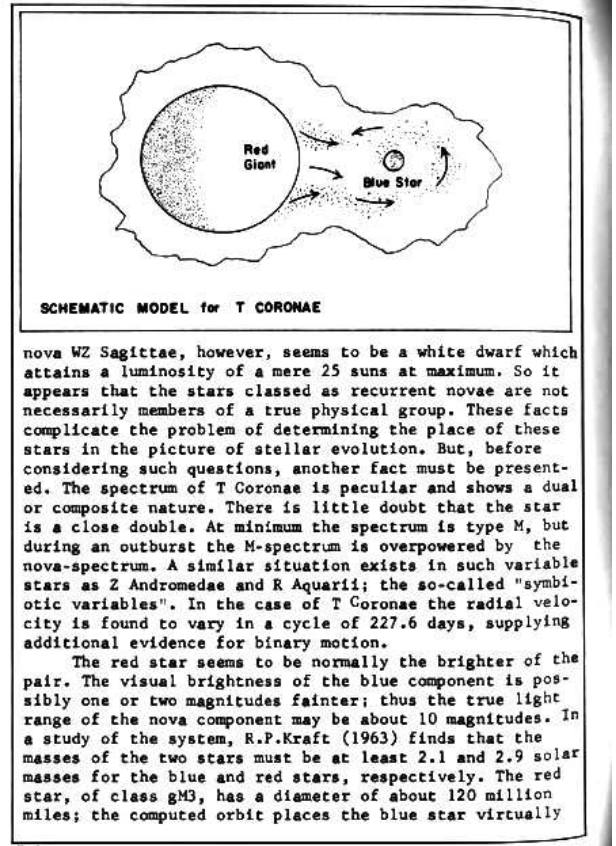 Red
Giant
Blue Star
SCHEMATIC MODEL for T CORONAE
nova WZ Sagittae, however, seems to be a white dwarf which
attains a luminosity of a mere 25 suns at maximum. So it
appears that the stars classed as recurrent novae are not
necessarily members of a true physical group. These facts
complicate the problem of determining the place of these
stars in the picture of stellar evolution. But, before
considering such questions, another fact must be present-
ed. The spectrum of T Coronae is peculiar and shows a dual
or composite nature. There is little doubt that the star
is a close double. At minimum the spectrum is type M, but
during an outburst the M-spectrum is overpowered by the
nova-spectrum. A similar situation exists in such variable
stars as Z Andromedae and R Aquarii; the so-called "symbi-
otic variables". In the case of T Coronae the radial velo-
city is found to vary in a cycle of 227.6 days, supplying
additional evidence for binary motion.
The red star seems to be normally the brighter of the
pair. The visual brightness of the blue component is pos-
sibly one or two magnitudes fainter; thus the true light
range of the nova component may be about 10 magnitudes. In
a study of the system, R.P.Kraft (1963) finds that the
masses of the two stars must be at least 2.1 and 2.9 solar
masses for the blue and red stars, respectively. The red
star, of class gM3, has a diameter of about 120 million
miles; the computed orbit places the blue star virtually